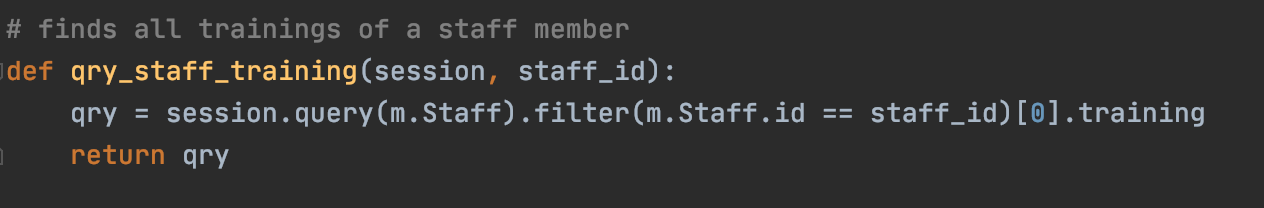 # finds all trainings of a staff member
def qry_staff_training(session, staff_id):
    qry = session.query(m.Staff).filter(m.Staff.id == staff_id)[0].training
    return qry